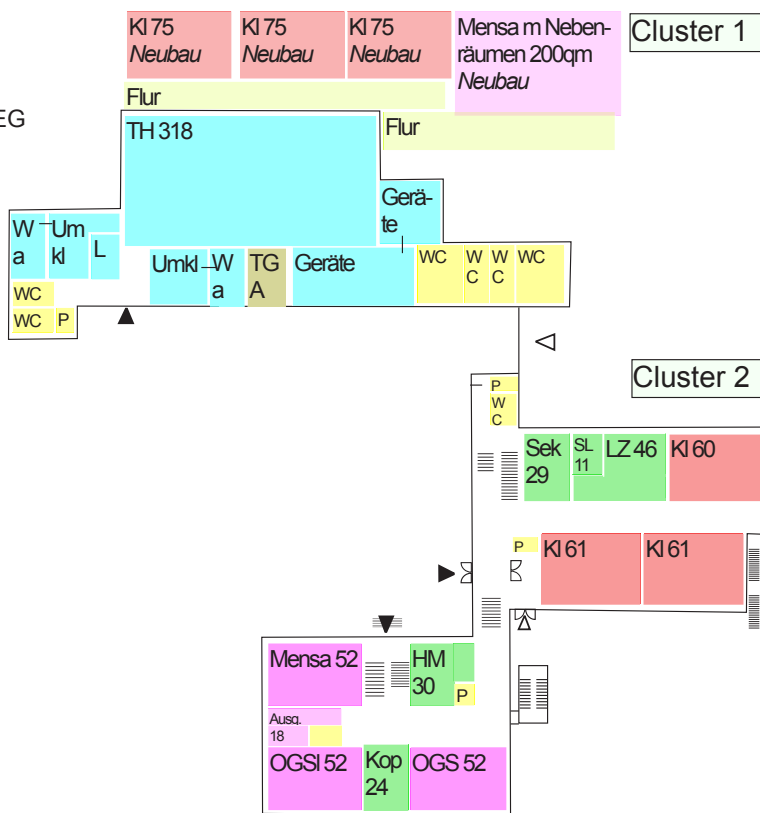 Kl 75
Neubau
Kl 75
Neubau
Kl 75
Neubau
Mensa m Neben-
räumen 200qm
Neubau
Cluster 1
Flur
EG
TH 318
Flur
Gerä-
te
W
a
Um
kl
L
Umkl
W
a
TG
A
Geräte
WC
W
C
W
C
WC
WC
WC
P
Cluster 2
P
W
C
Sek
29
SL
11
LZ 46
Kl 60
P
Kl 61
Kl 61
Mensa 52
HM
30
P
Ausg.
18
OGSI 52
Kop
24
OGS 52